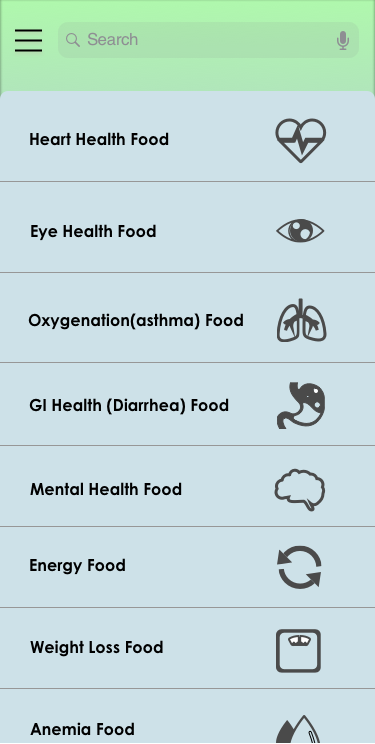 Search
Heart Health Food
Eye Health Food
Oxygenation(asthma) Food
GI Health (Diarrhea) Food
Mental Health Food
Energy Food
Weight Loss Food
Anemia Food